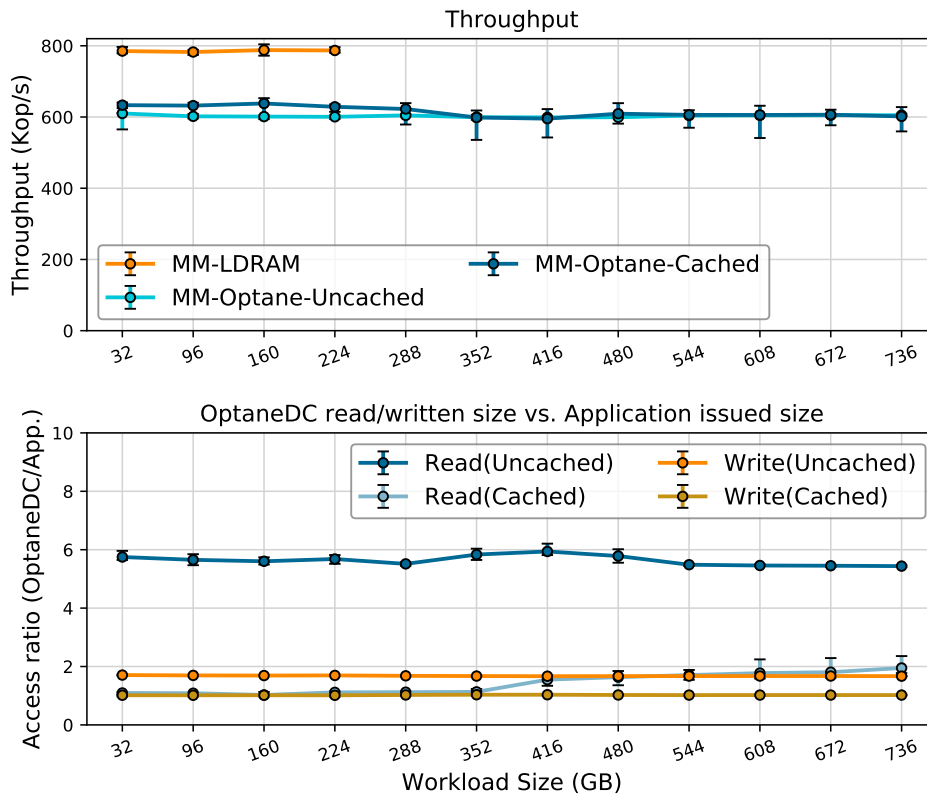 Throughput
Throughput (Kop/s)
800
600
400
200
0
MM-LDRAM
MM-Optane-Uncached
MM-Optane-Cached
32 96 160 224 288 352 416 480 544 608 672 736
OptaneDC read/written size vs. Application issued size
Access ratio (OptaneDC/App.)
10
8
6
4
2
0
Read(Uncached)
Read(Cached)
Write(Uncached)
Write(Cached)
32 96 160 224 288 352 416 480 544 608 672 736
Workload Size (GB)